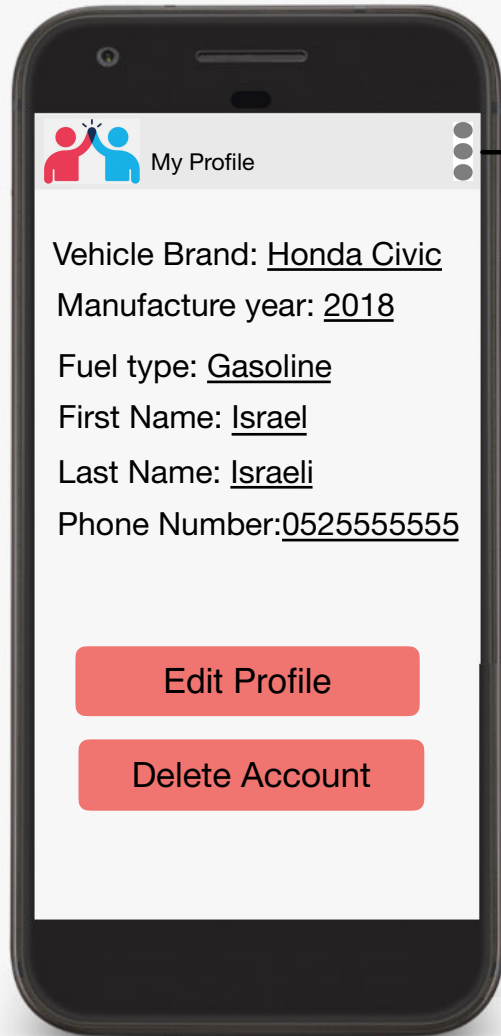 My Profile
Vehicle Brand: Honda Civic
Manufacture year: 2018
Fuel type: Gasoline
First Name: Israel
Last Name: Israeli
Phone Number:0525555555
Edit Profile
Delete Account